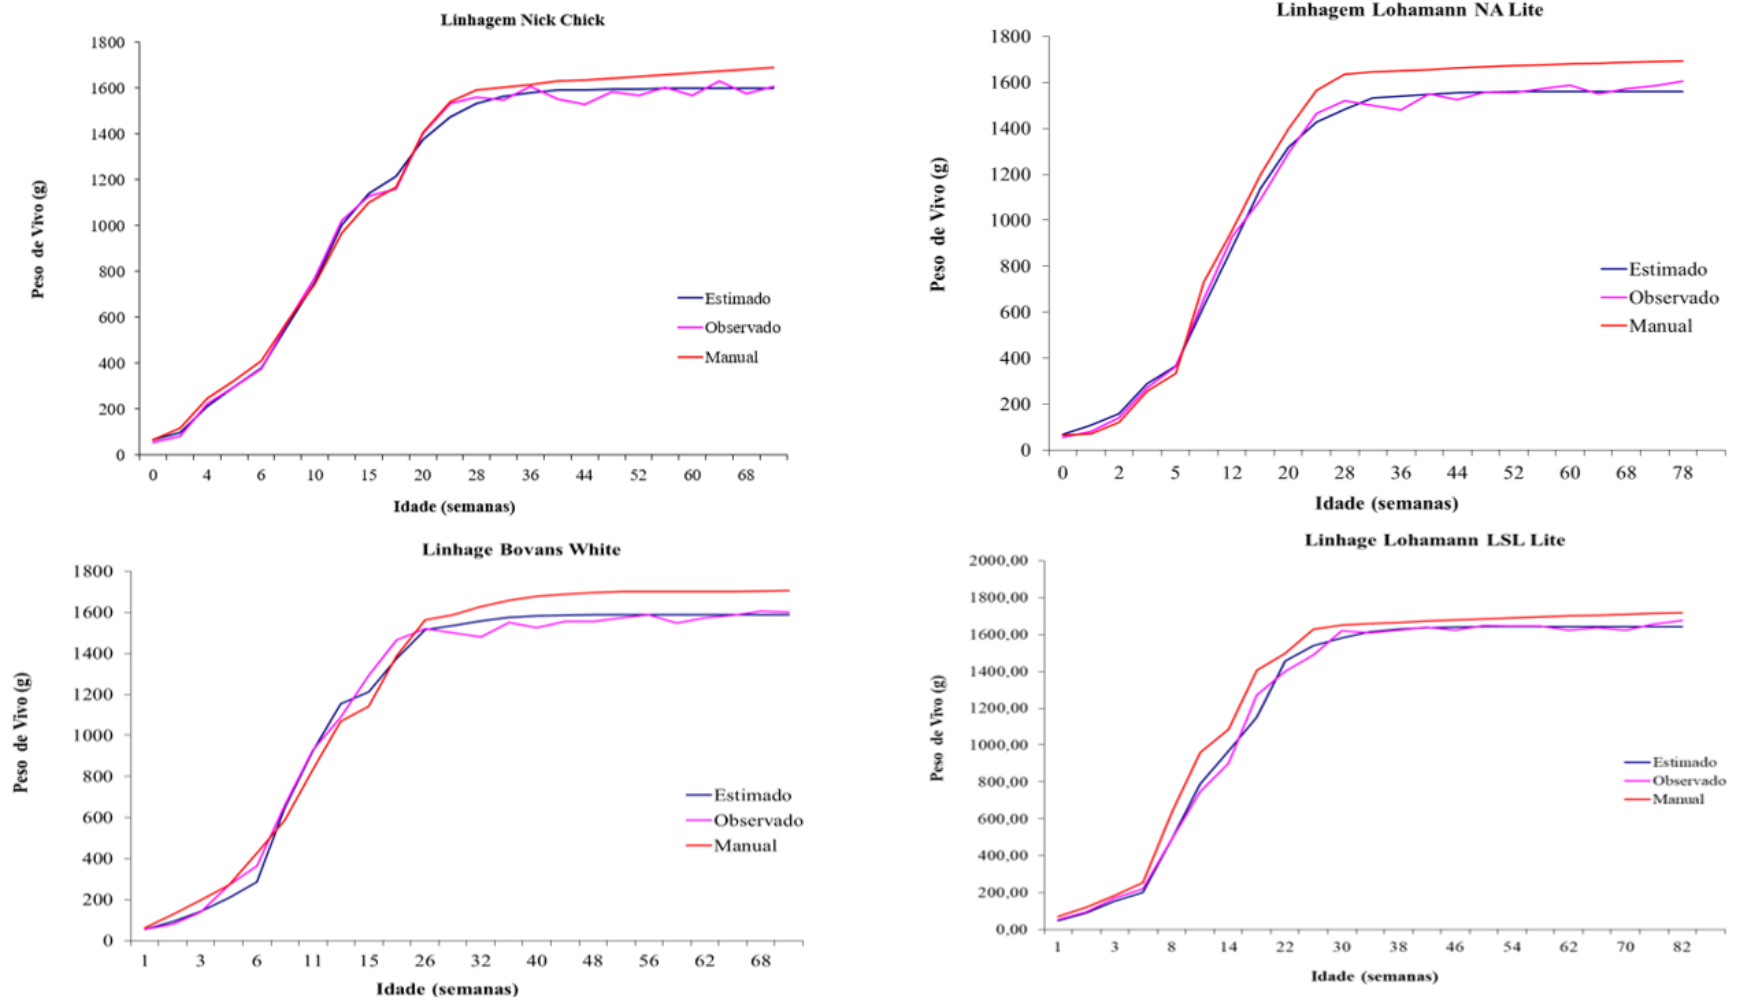 Linhagem Nick Chick
1800
1600
1400
1200
1000
800
600
400
200
0
Peso de Vivo (g)
Estimado
Observado
Manual
0 4 6 10 15 20 28 36 44 52 60 68
Idade (semanas)
Linhagem Lohamann NA Lite
1800
1600
1400
1200
1000
800
600
400
200
0
Peso de Vivo (g)
Estimado
Observado
Manual
0 2 5 12 20 28 36 44 52 60 68 78
Idade (semanas)
Linhage Bovans White
1800
1600
1400
1200
1000
800
600
400
200
0
Peso de Vivo (g)
Estimado
Observado
Manual
1 3 6 11 15 26 32 40 48 56 62 68
Idade (semanas)
Linhage Lohamann LSL Lite
2000,00
1800,00
1600,00
1400,00
1200,00
1000,00
800,00
600,00
400,00
200,00
0,00
Peso de Vivo (g)
Estimado
Observado
Manual
1 3 8 14 22 30 38 46 54 62 70 82
Idade (semanas)